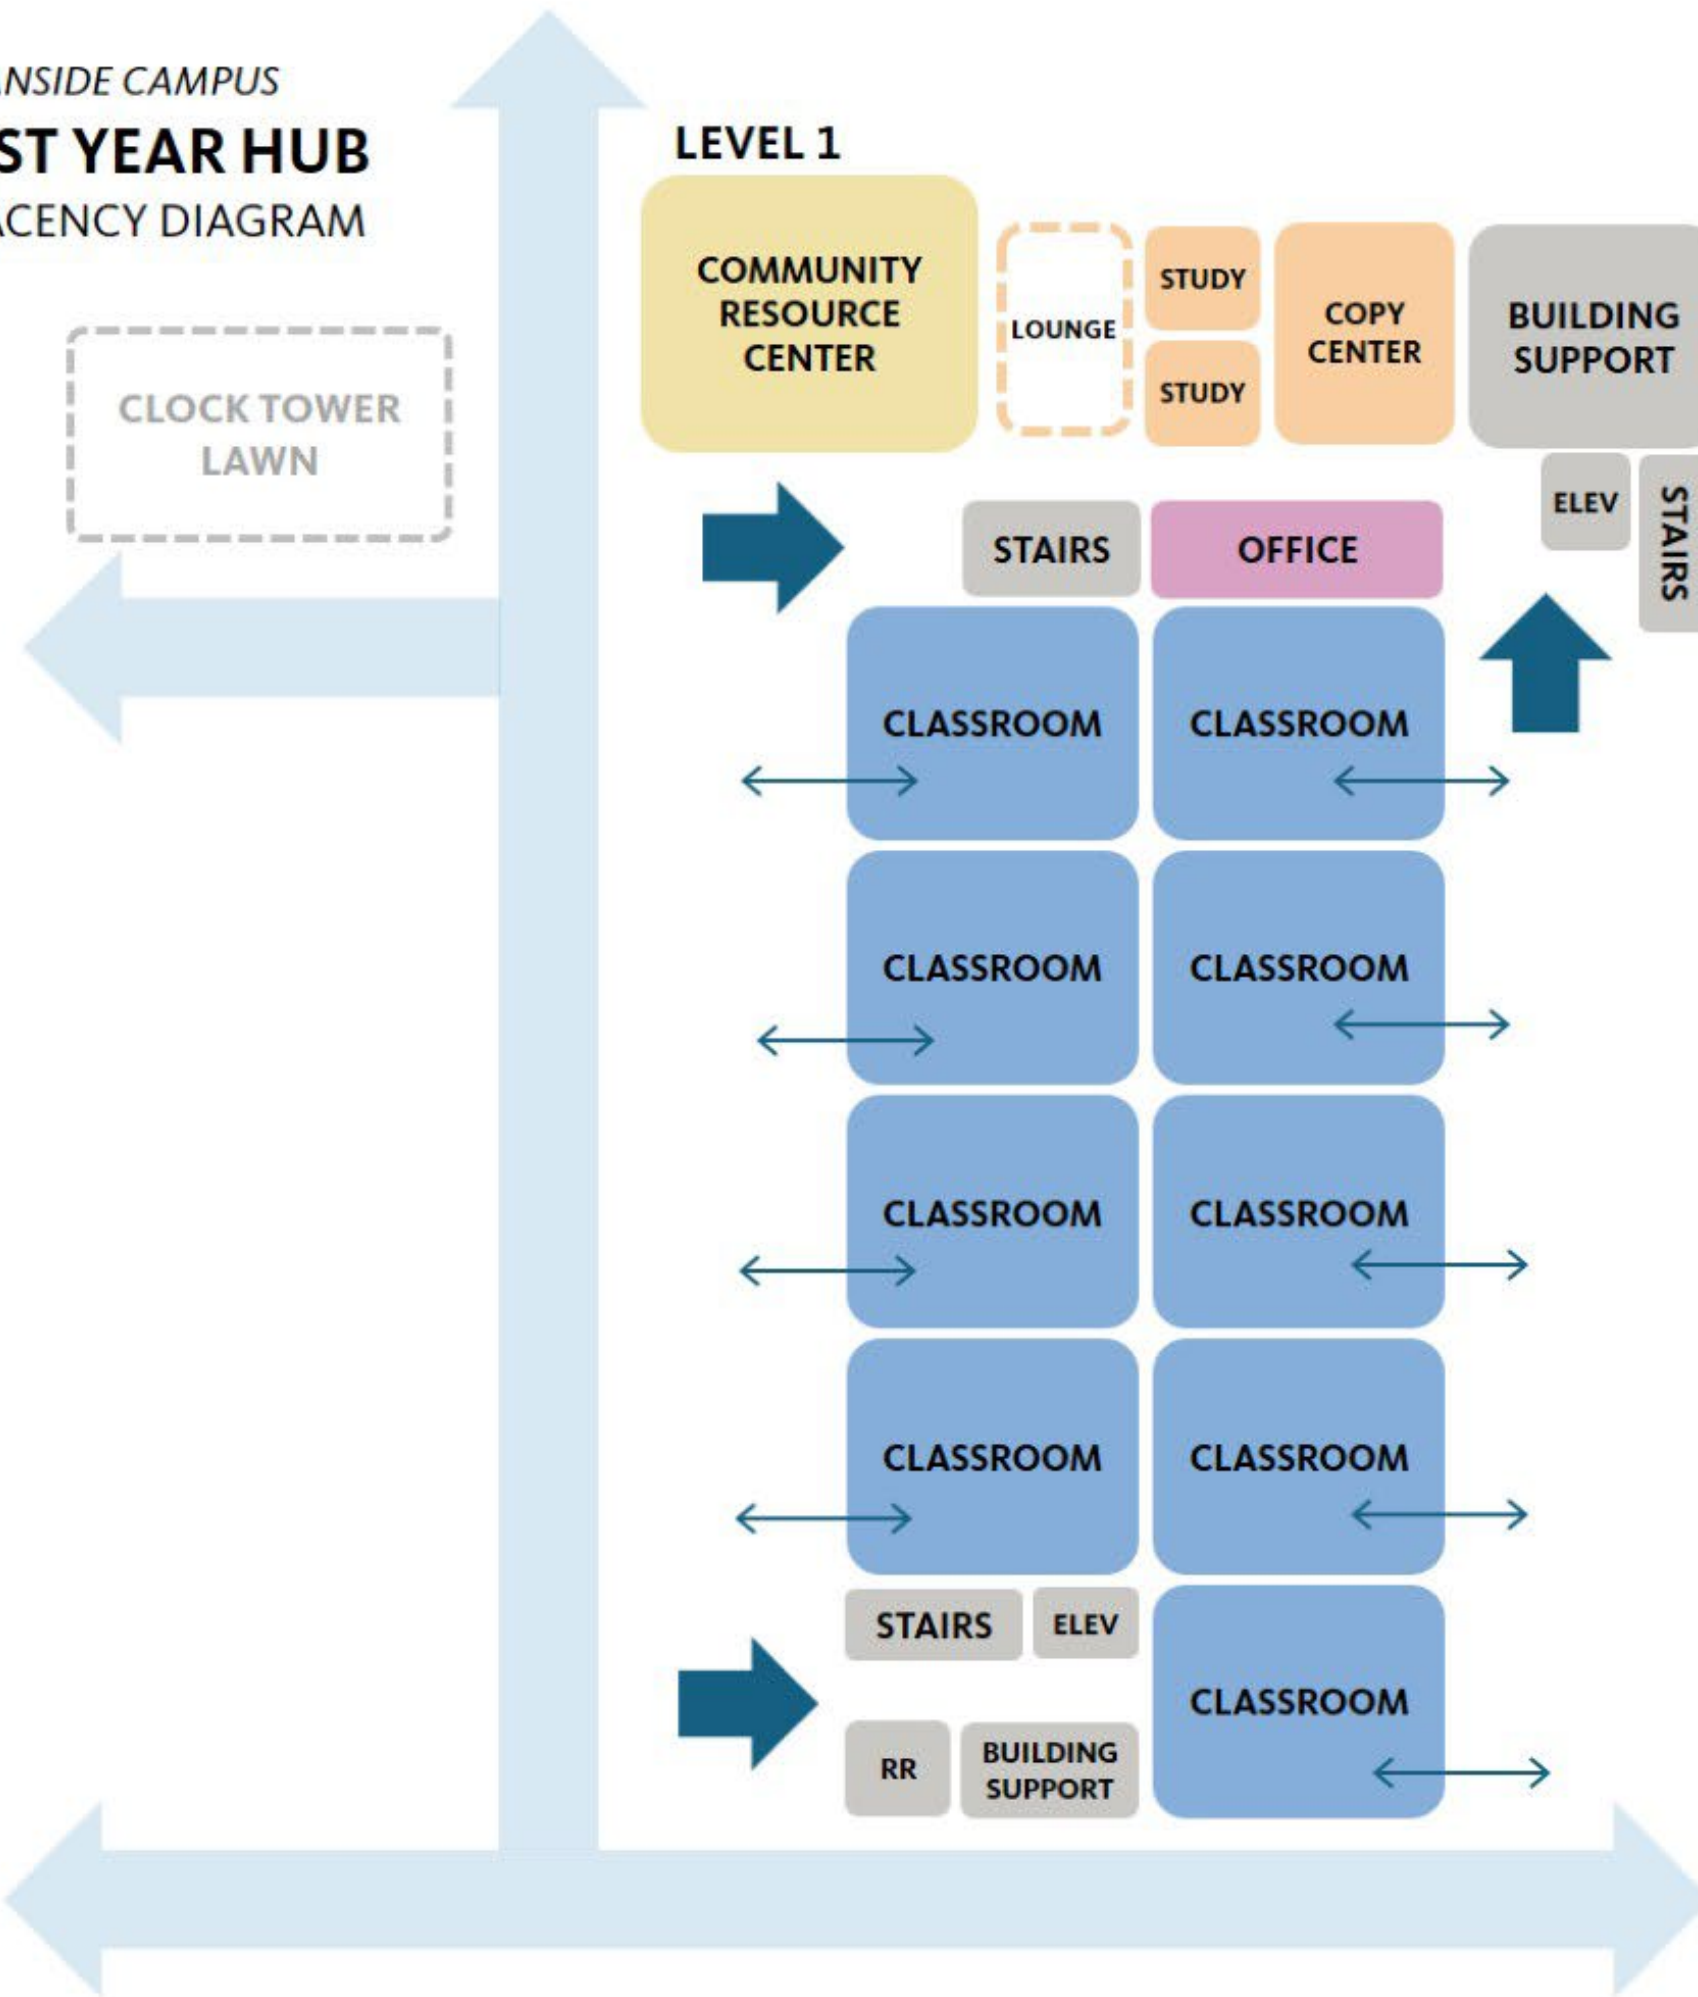 NSIDE CAMPUS
ST YEAR HUB
ACENCY DIAGRAM
LEVEL 1
COMMUNITY
RESOURCE
CENTER
LOUNGE
STUDY
STUDY
COPY
CENTER
BUILDING
SUPPORT
CLOCK TOWER
LAWN
ELEV
STAIRS
STAIRS
OFFICE
CLASSROOM
CLASSROOM
CLASSROOM
CLASSROOM
CLASSROOM
CLASSROOM
CLASSROOM
CLASSROOM
STAIRS
ELEV
CLASSROOM
RR
BUILDING
SUPPORT